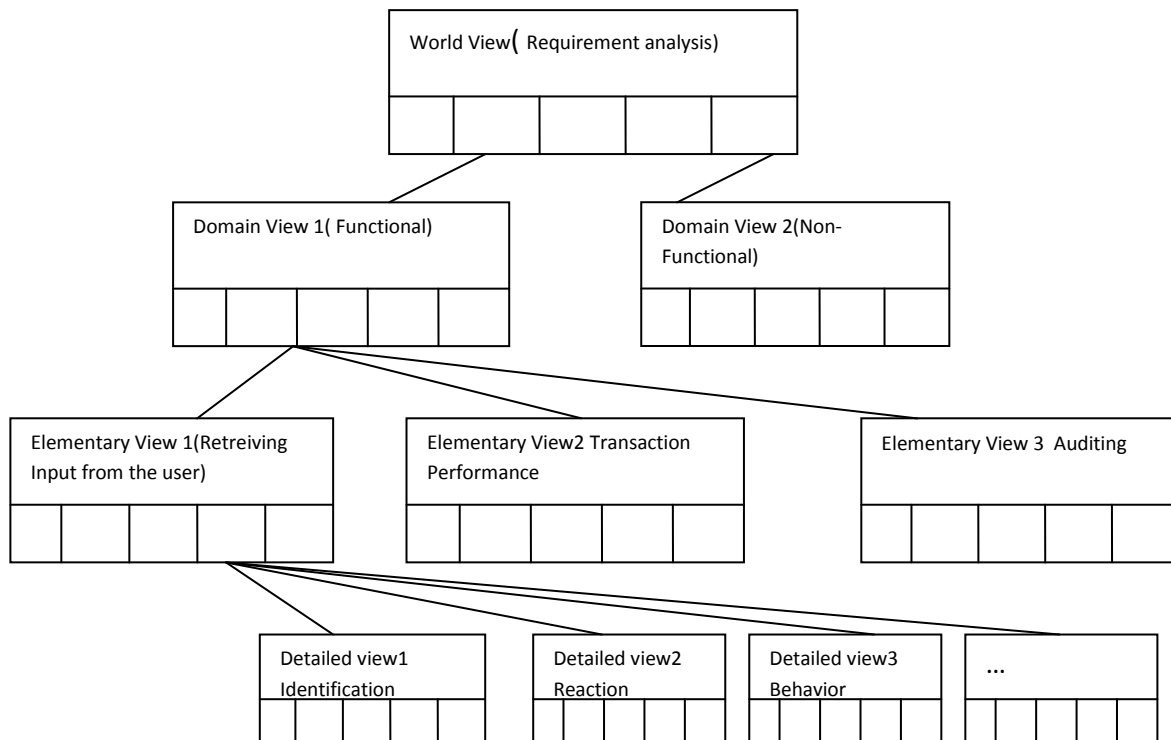 World View( Requirement analysis)
Domain View 1( Functional)
Domain View 2(Non-
Functional)
Elementary View 1(Retreiving
Input from the user)
Elementary View2 Transaction
Performance
Elementary View 3 Auditing
Detailed view1
Identification
Detailed view2
Reaction
Detailed view3
Behavior
...